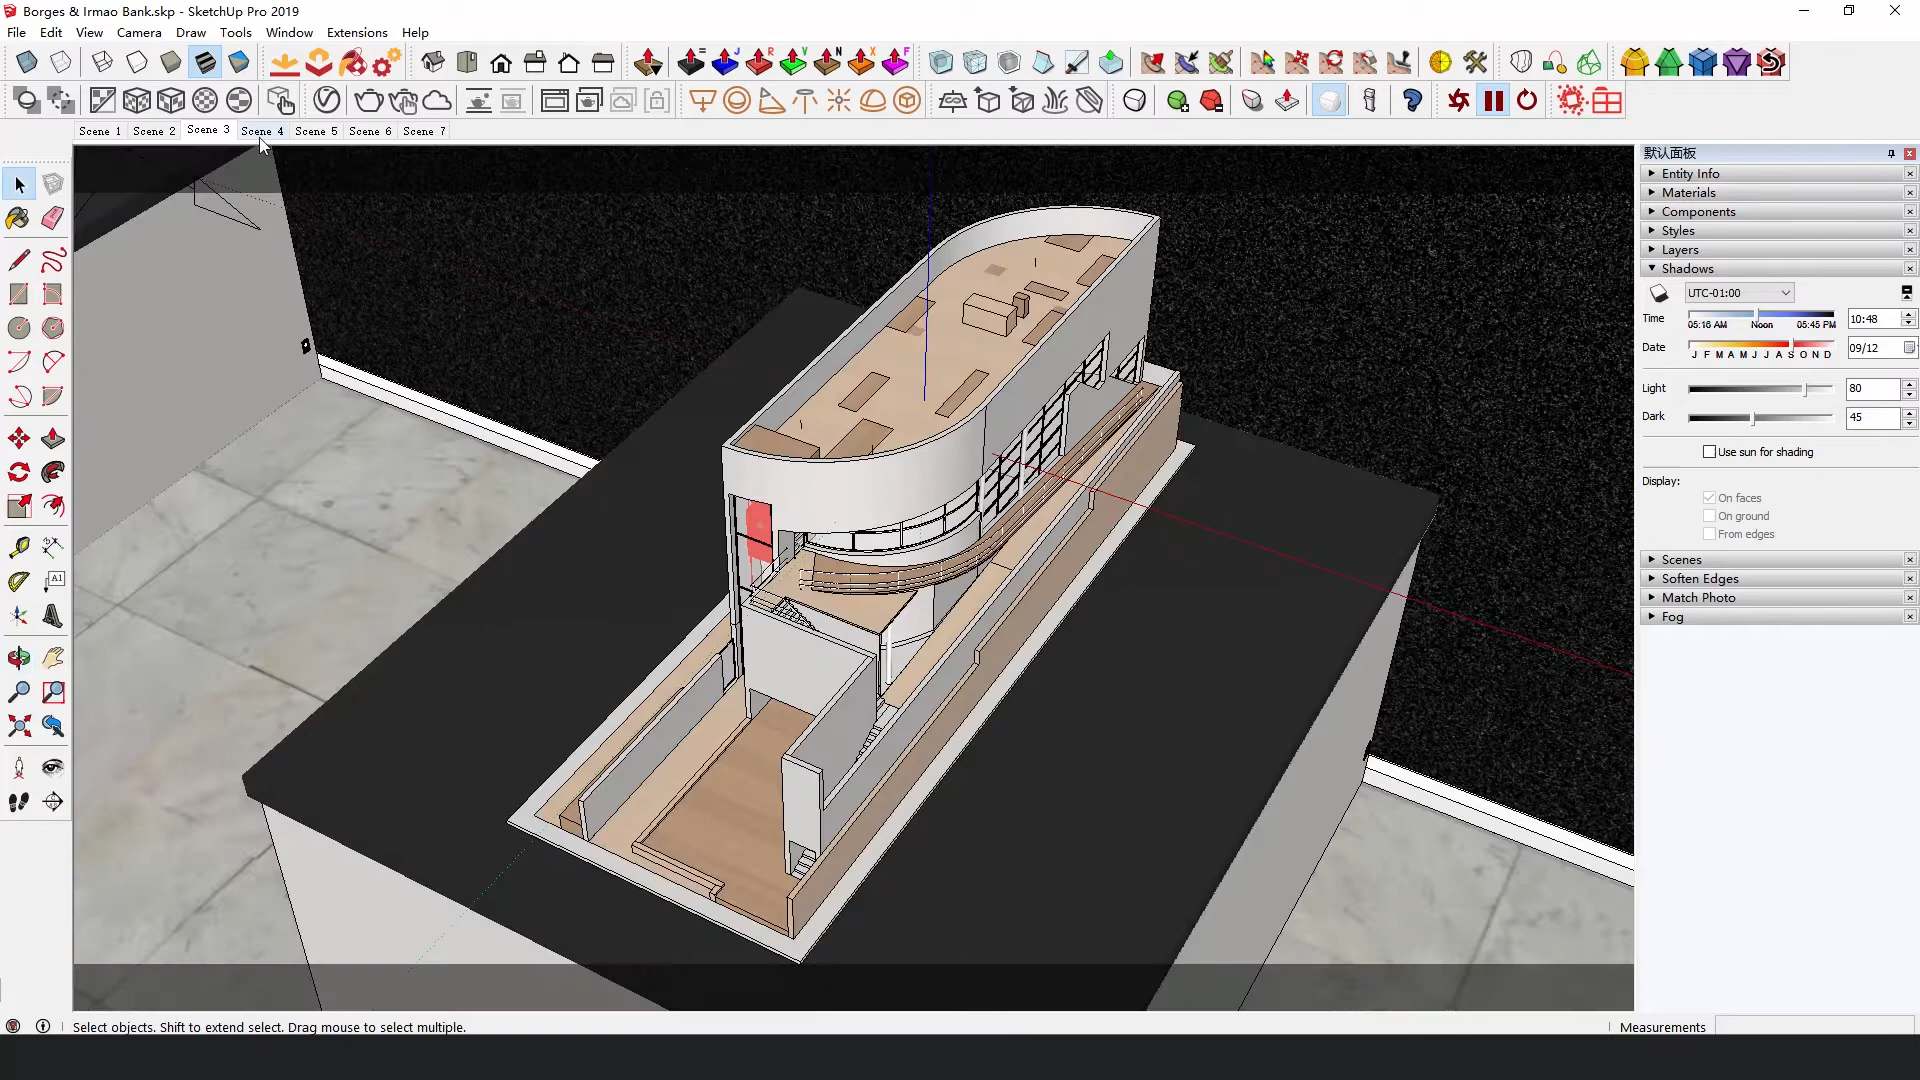 Borges & Irmao Bank.skp - SketchUp Pro 2019
File Edit View Camera Draw Tools Window Extensions Help
= J R V N X F
Scene 1 Scene 2 Scene 3 Scene 4 Scene 5 Scene 6 Scene 7
默认面板
Entity Info
Materials
Components
Styles
Layers
Shadows
UTC-01:00
Time 10:48
05:16 AM Noon 05:45 PM
Date 09/12
J F M A M J J A S O N D
Light 80
Dark 45
Use sun for shading
Display:
On faces
On ground
From edges
Scenes
Soften Edges
Match Photo
Fog
A1
Select objects. Shift to extend select. Drag mouse to select multiple.
Measurements